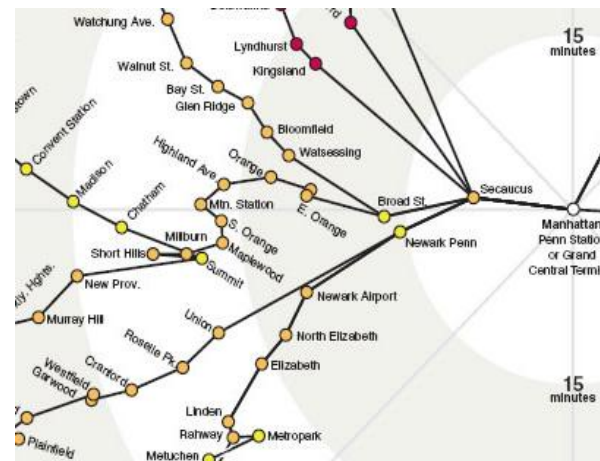 Watchung Ave.
15
minutes
Lyndhurst
Walnut St.
Kingsland
Bay St.
Glen Ridge
Convent Station
Bloomfield
Watsessing
Madison
Highland Ave.
Orange
Secaucus
Chatham
Mtn. Station
E. Orange
Broad St.
Manhattan
Penn Station
or Grand
Central Termi
S. Orange
Millburn
Newark Penn
Short Hills
Maplewood
Summit
New Prov.
Newark Airport
Murray Hill
Union
North Elizabeth
Roselle Pk.
Elizabeth
Westfield
Garwood
Cranford
15
minutes
Linden
Rahway
Metropark
Plainfield
Metuchen